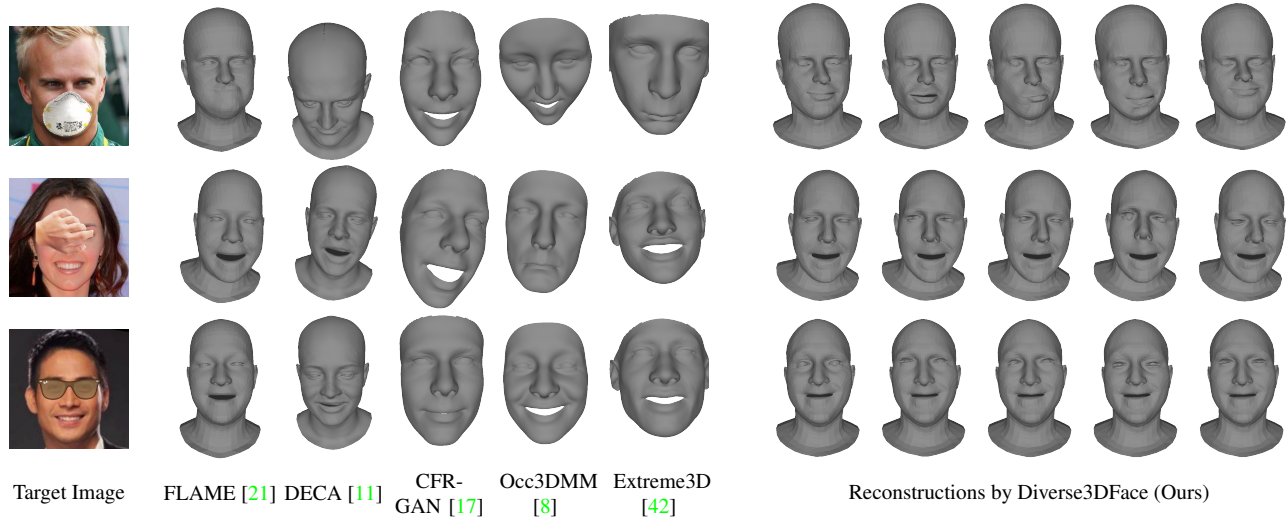 Target Image
FLAME [21]
DECA [11]
CFR-
GAN [17]
Occ3DMM
[8]
Extreme3D
[42]
Reconstructions by Diverse3DFace (Ours)